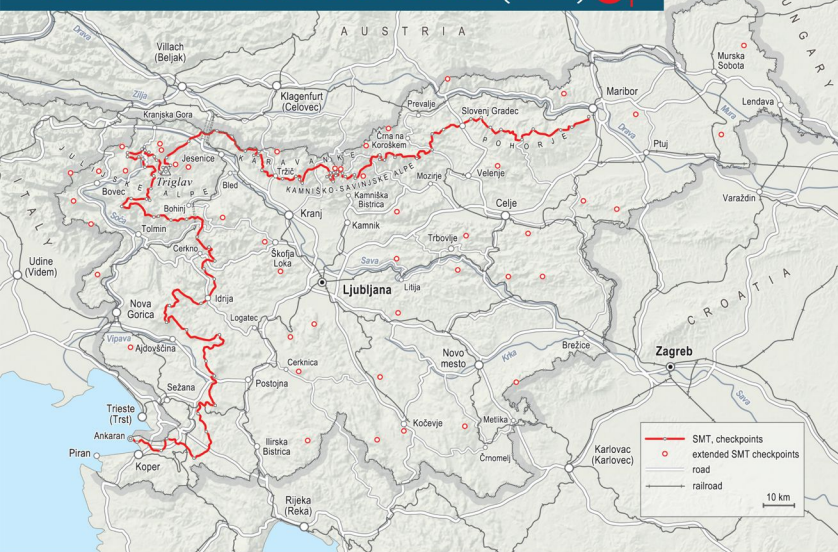 AUSTRIA
HUNGARY
Drava
Villach
(Beljak)
Zilja
Klagenfurt
(Celovec)
Prevalje
Slovenj Gradec
Maribor
Murska
Sobota
Lendava
Mura
Drava
Ptuj
Kranjska Gora
Jesenice
KARAVANKE
Črna na
Koroškem
POHORJE
JULIJSKE ALPE
Triglav
Tržič
KAMNIŠKO-SAVINJSKE ALPE
Mozirje
Velenje
Varaždin
Bovec
Bled
Bohinj
Kamniška
Bistrica
Celje
ITALY
Soča
Kranj
Kamnik
Tolmin
Cerkno
Škofja
Loka
Trbovlje
Udine
(Videm)
Sava
Ljubljana
Litija
CROATIA
Idrija
Nova
Gorica
Logatec
Vipava
Ajdovščina
Cerknica
Novo
mesto
Krka
Brežice
Zagreb
Sava
Sežana
Postojna
Trieste
(Trst)
Ankaran
Piran
Koper
Ilirska
Bistrica
Kočevje
Metlika
Črnomelj
Karlovac
(Karlovec)
Rijeka
(Reka)
SMT, checkpoints
extended SMT checkpoints
road
railroad
10 km